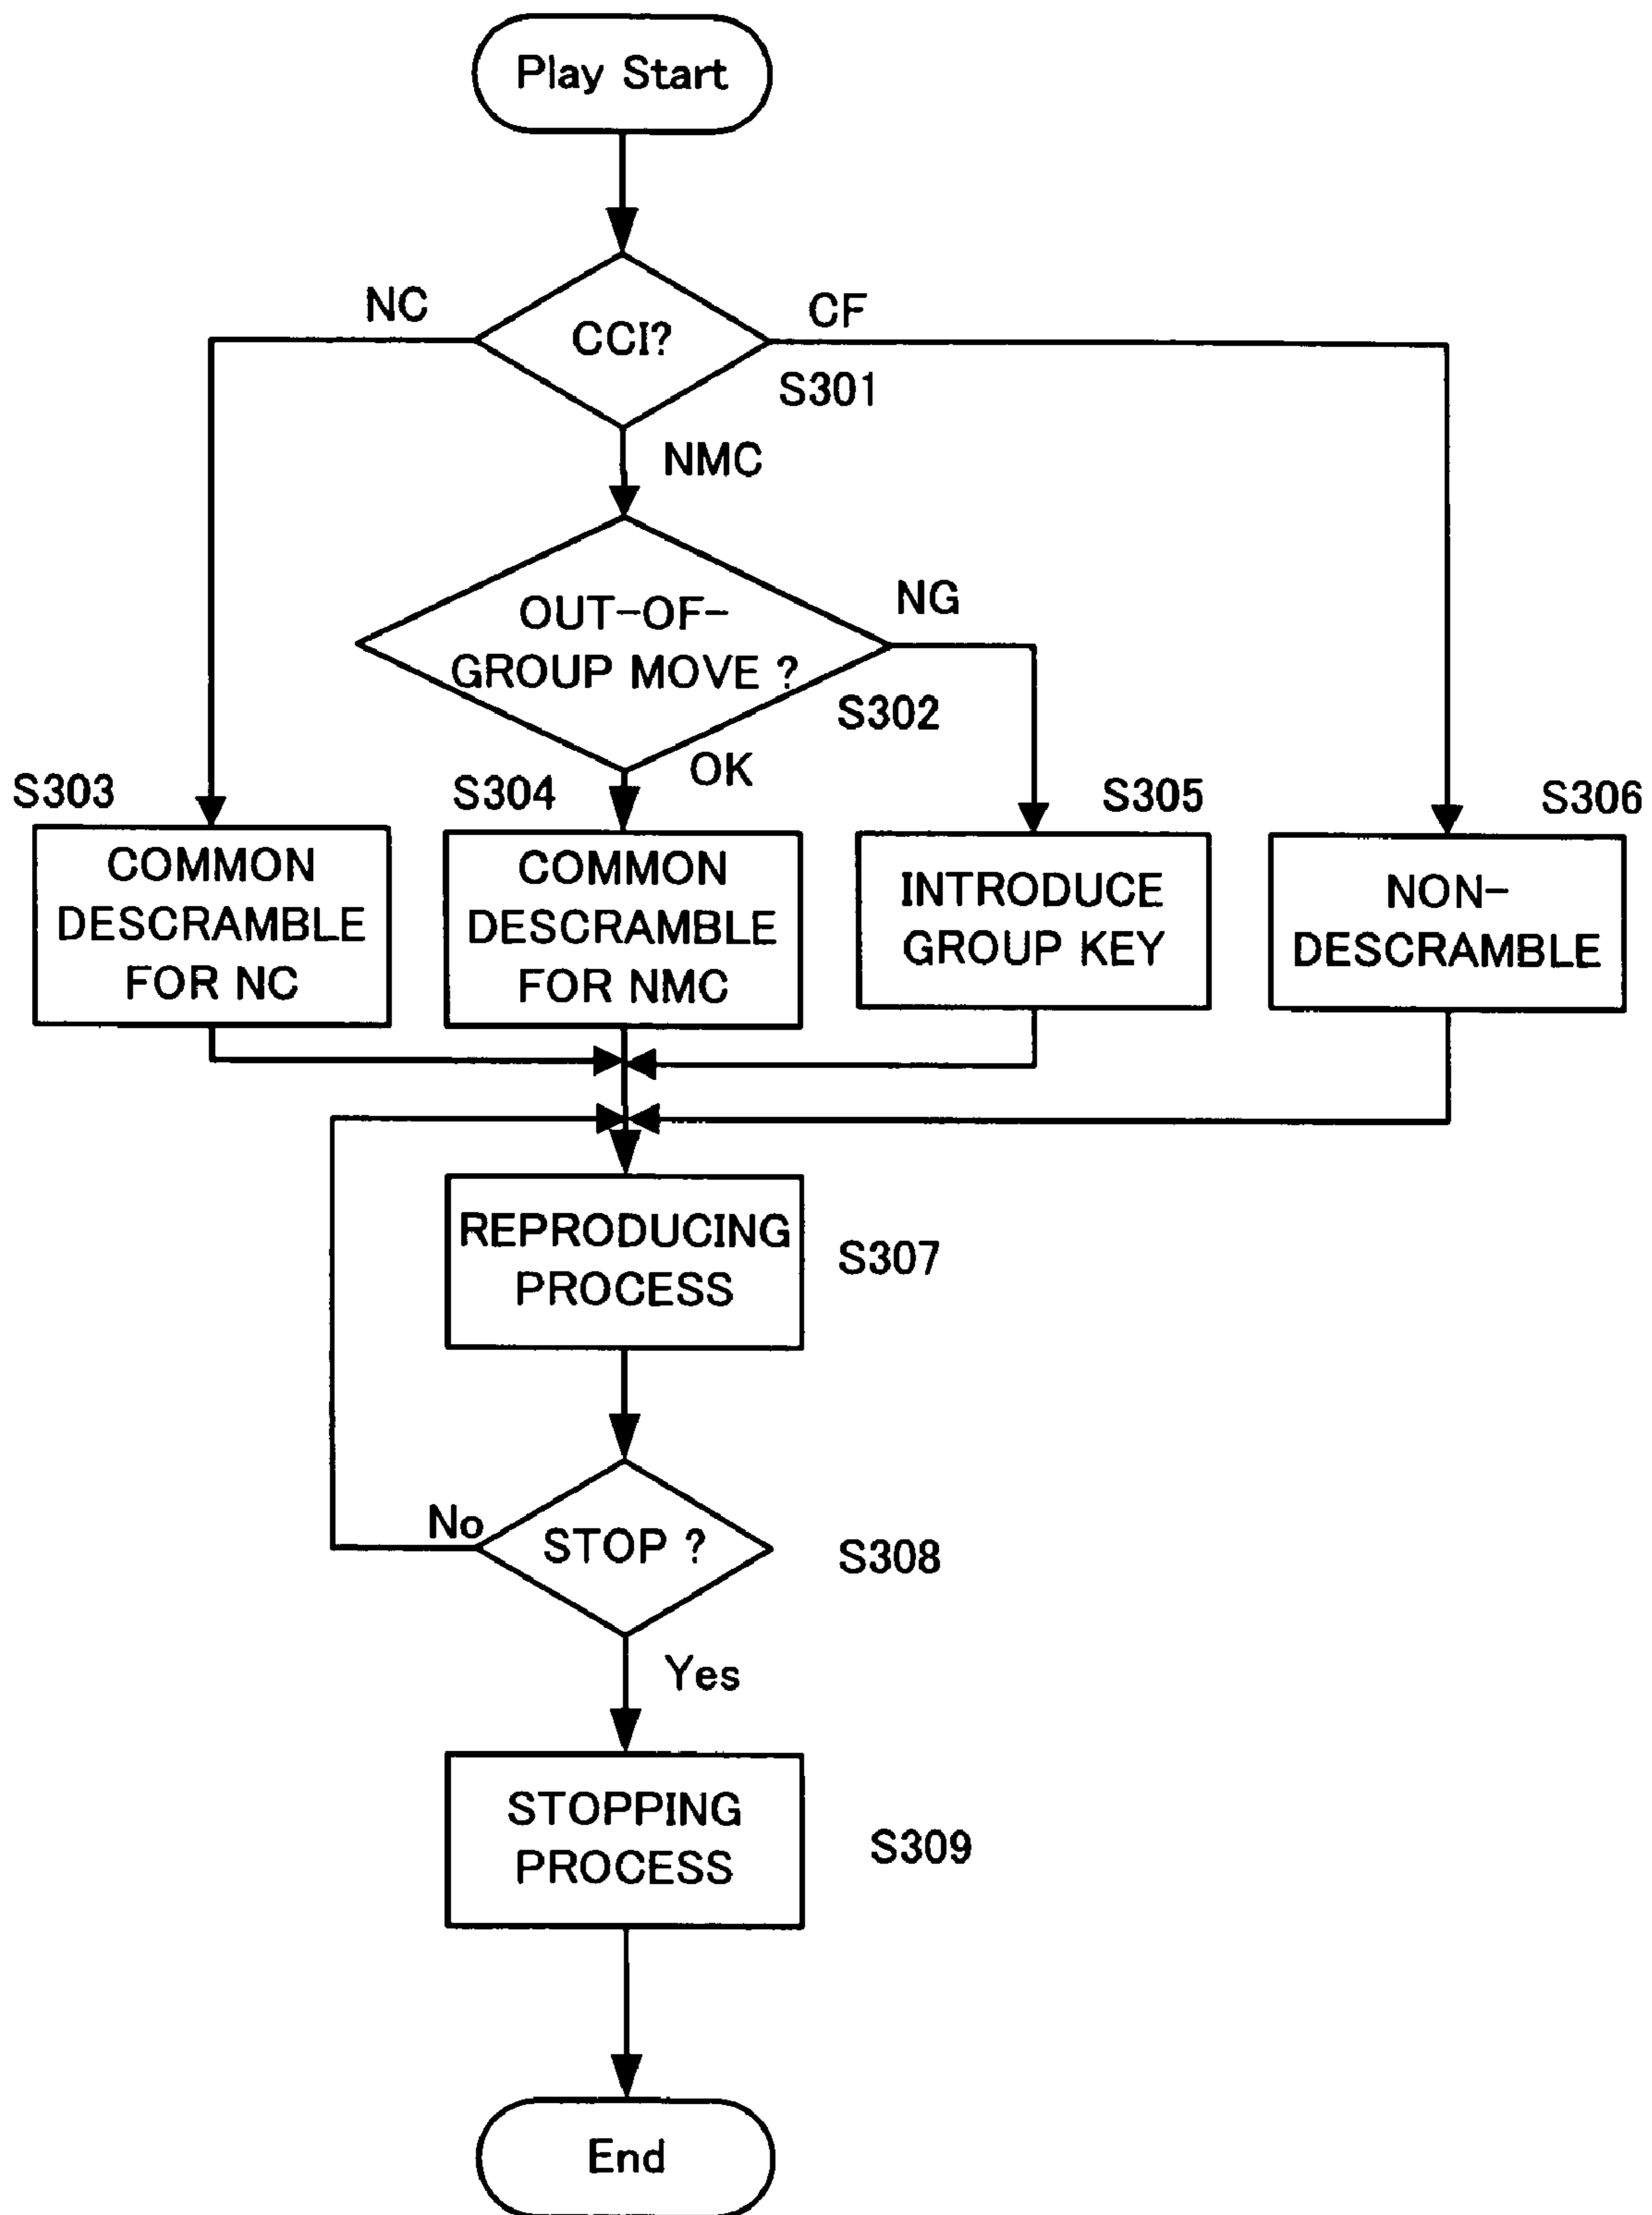 Play Start
NC
CF
CCI?
S301
NMC
OUT-OF-
GROUP MOVE ?
NG
S302
OK
S303
S304
S305
S306
COMMON
DESCRAMBLE
FOR NC
COMMON
DESCRAMBLE
FOR NMC
INTRODUCE
GROUP KEY
NON-
DESCRAMBLE
REPRODUCING
PROCESS
S307
No
STOP ?
S308
Yes
STOPPING
PROCESS
S309
End